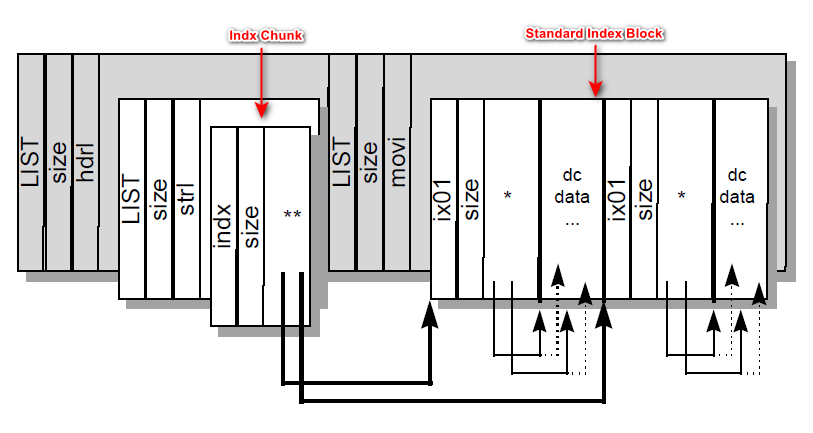 Indx Chunk
Standard Index Block
LIST
size
hdrl
LIST
size
strl
indx
size
**
LIST
size
movi
ix01
size
*
dc
data
...
ix01
size
*
dc
data
...